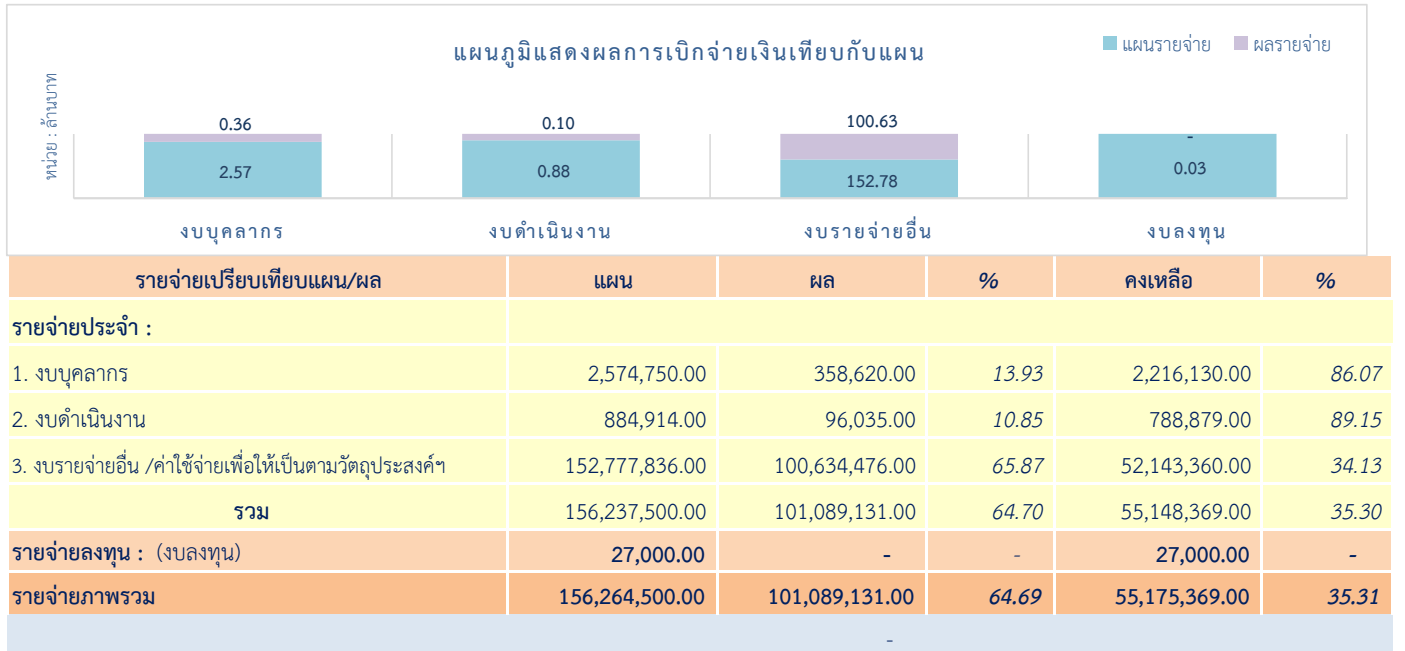 แผนภูมิแสดงผลการเบิกจ่ายเงินเทียบกับแผน
แผนรายจ่าย ผลรายจ่าย
หน่วย : ล้านบาท
0.36 0.10 100.63 -
2.57 0.88 152.78 0.03
งบบุคลากร งบดำเนินงาน งบรายจ่ายอื่น งบลงทุน
รายจ่ายเปรียบเทียบแผน/ผล แผน ผล % คงเหลือ %
รายจ่ายประจำ :
1. งบบุคลากร 2,574,750.00 358,620.00 13.93 2,216,130.00 86.07
2. งบดำเนินงาน 884,914.00 96,035.00 10.85 788,879.00 89.15
3. งบรายจ่ายอื่น /ค่าใช้จ่ายเพื่อให้เป็นตามวัตถุประสงค์ฯ 152,777,836.00 100,634,476.00 65.87 52,143,360.00 34.13
รวม 156,237,500.00 101,089,131.00 64.70 55,148,369.00 35.30
รายจ่ายลงทุน : (งบลงทุน) 27,000.00 - - 27,000.00 -
รายจ่ายภาพรวม 156,264,500.00 101,089,131.00 64.69 55,175,369.00 35.31
-